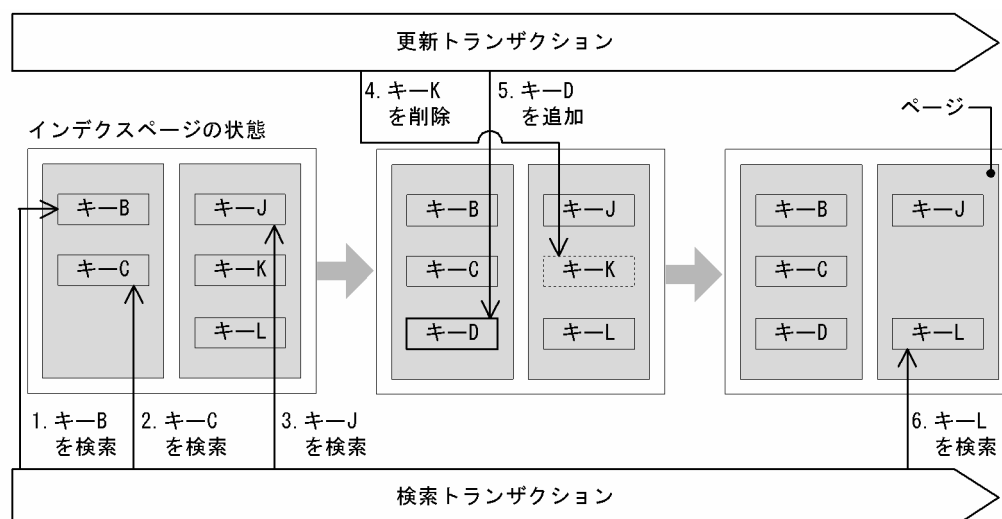 更新トランザクション
4. キーK
を削除
5. キーD
を追加
ページ
インデクスページの状態
キーB
キーC
キーJ
キーK
キーL
キーB
キーC
キーD
キーJ
キーK
キーL
キーB
キーC
キーD
キーJ
キーL
1. キーB
を検索
2. キーC
を検索
3. キーJ
を検索
6. キーL
を検索
検索トランザクション